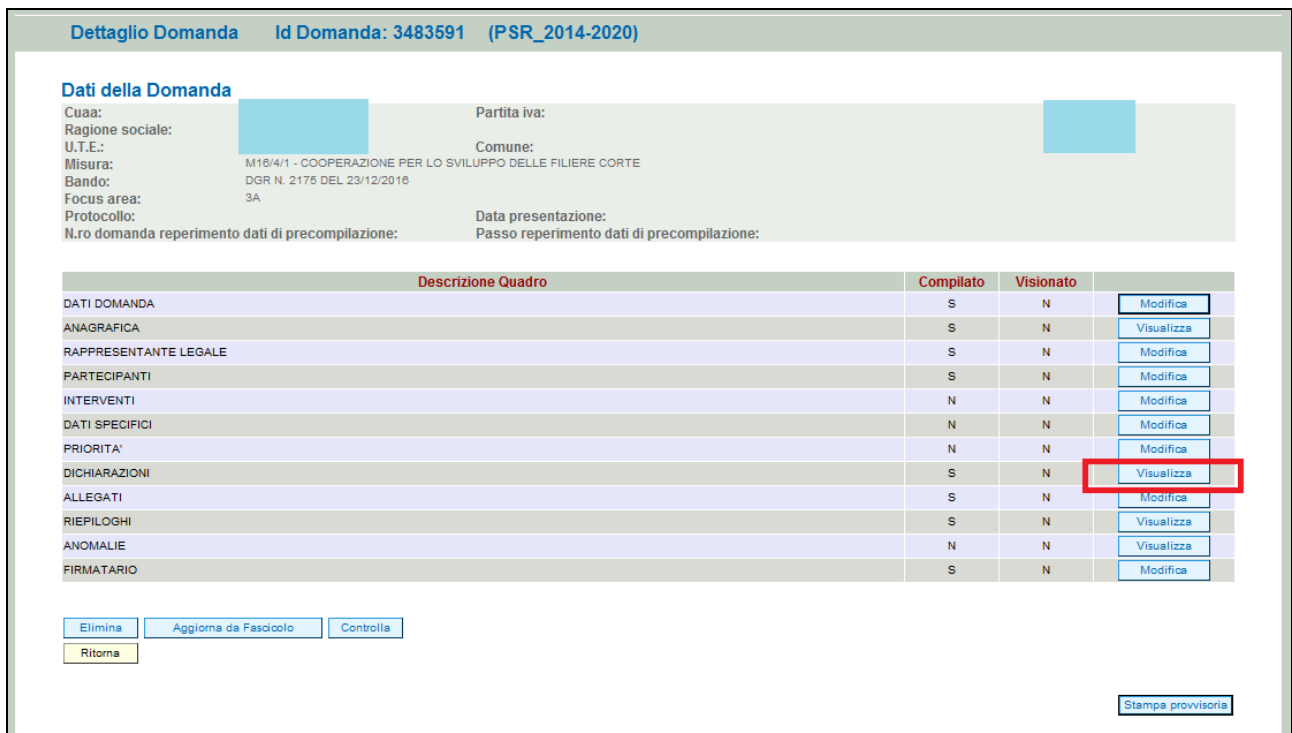 Dettaglio Domanda Id Domanda: 3483591 (PSR_2014-2020)
Dati della Domanda
Cuaa: Partita iva:
Ragione sociale:
U.T.E.: Comune:
Misura: M16/4/1 - COOPERAZIONE PER LO SVILUPPO DELLE FILIERE CORTE
Bando: DGR N. 2175 DEL 23/12/2016
Focus area: 3A
Protocollo: Data presentazione:
N.ro domanda reperimento dati di precompilazione: Passo reperimento dati di precompilazione:
Descrizione Quadro Compilato Visionato
DATI DOMANDA S N Modifica
ANAGRAFICA S N Visualizza
RAPPRESENTANTE LEGALE S N Modifica
PARTECIPANTI S N Modifica
INTERVENTI N N Modifica
DATI SPECIFICI N N Modifica
PRIORITA' N N Modifica
DICHIARAZIONI S N Visualizza
ALLEGATI S N Modifica
RIEPILOGHI S N Visualizza
ANOMALIE N N Visualizza
FIRMATARIO S N Modifica
Elimina Aggiorna da Fascicolo Controlla
Ritorna
Stampa provvisoria